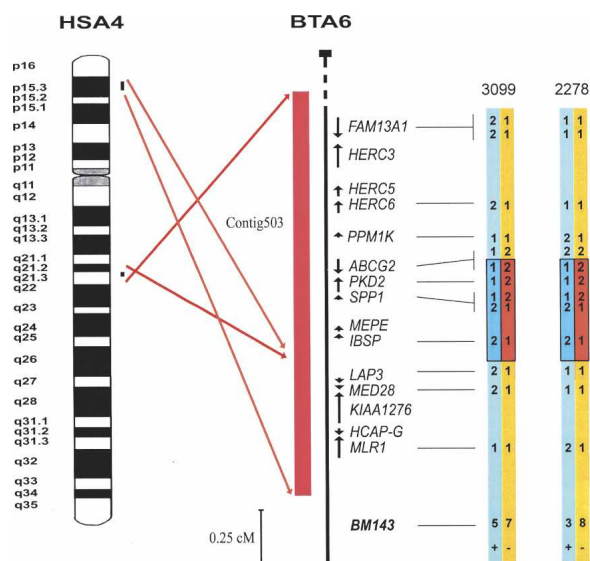 HSA4
BTA6
p16
p15.3
p15.2
p15.1
p14
p13
p12
p11
q11
q12
q13.1
q13.2
q13.3
q21.1
q21.2
q21.3
q22
q23
q24
q25
q26
q27
q28
q31.1
q31.2
q31.3
q32
q33
q34
q35
Contig503
0.25 cM
3099 2278
FAM13A1 2 1 1 1
2 1 1 1
HERC3
HERC5
HERC6 2 1 1 1
PPM1K 1 1 2 1
1 2 2 2
ABCG2 1 2 1 2
PKD2 1 2 1 2
SPP1 1 2 1 2
2 1 2 1
MEPE
IBSP 2 1 2 1
LAP3 2 1 1 1
MED28 2 1 1 1
KIAA1276
HCAP-G
MLR1 1 1 2 1
BM143 5 7 3 8
+ - + -